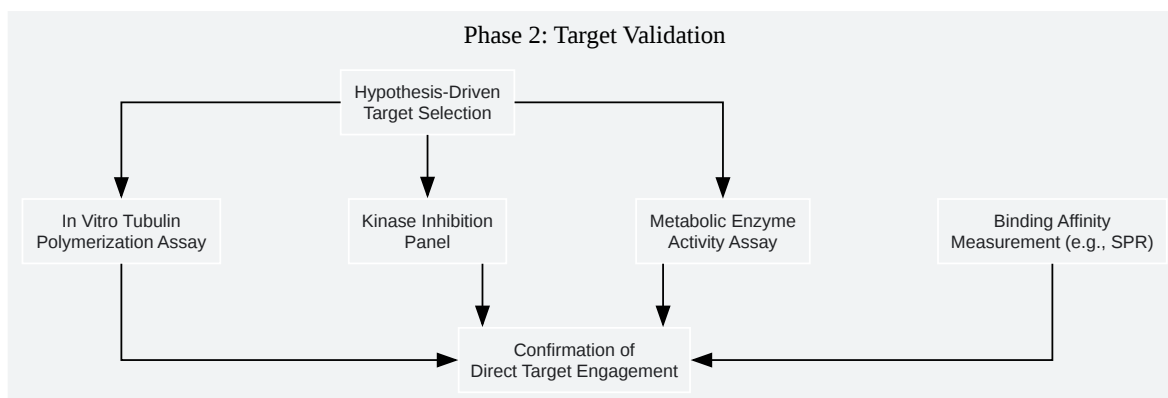 Phase 2: Target Validation
Hypothesis-Driven
Target Selection
In Vitro Tubulin
Polymerization Assay
Kinase Inhibition
Panel
Metabolic Enzyme
Activity Assay
Binding Affinity
Measurement (e.g., SPR)
Confirmation of
Direct Target Engagement